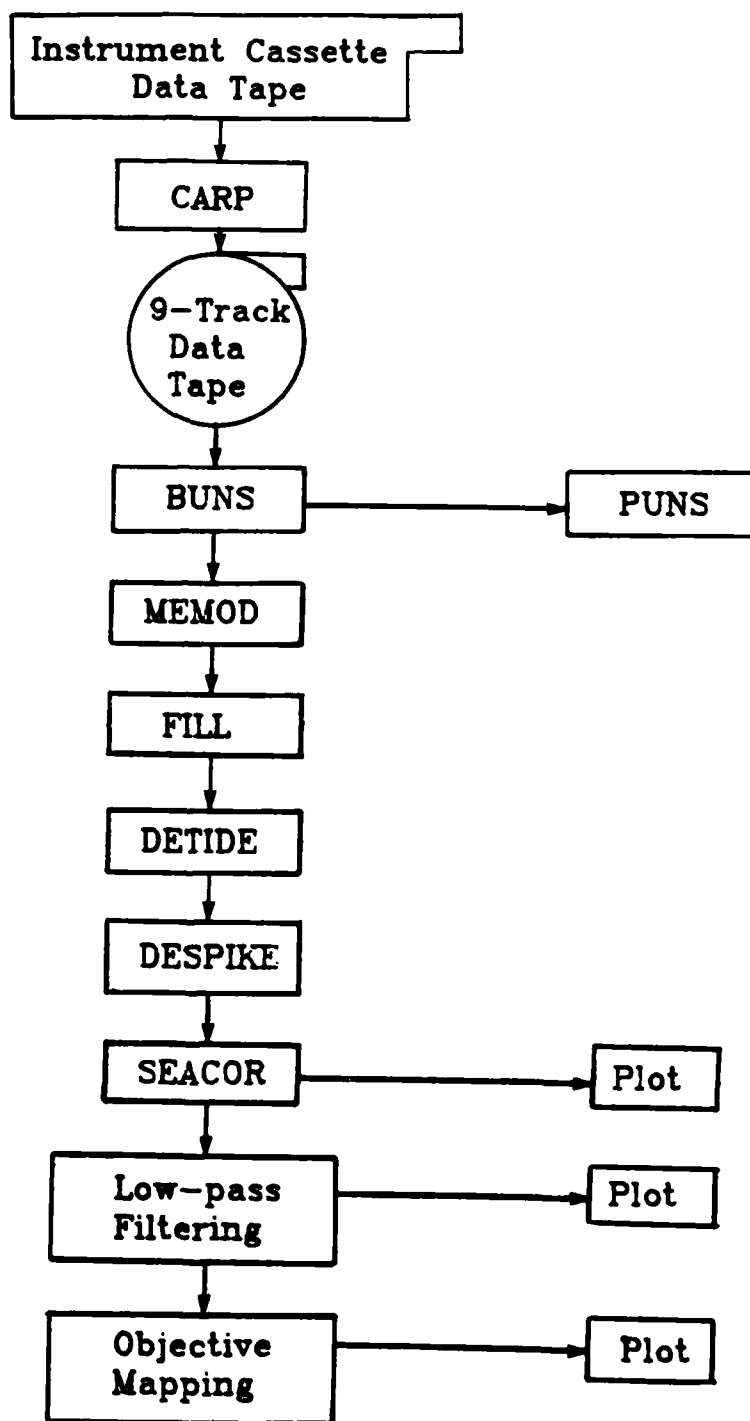 Instrument Cassette
Data Tape
CARP
9-Track
Data
Tape
BUNS
PUNS
MEMOD
FILL
DETIDE
DESPIKE
SEACOR
Plot
Low-pass
Filtering
Plot
Objective
Mapping
Plot